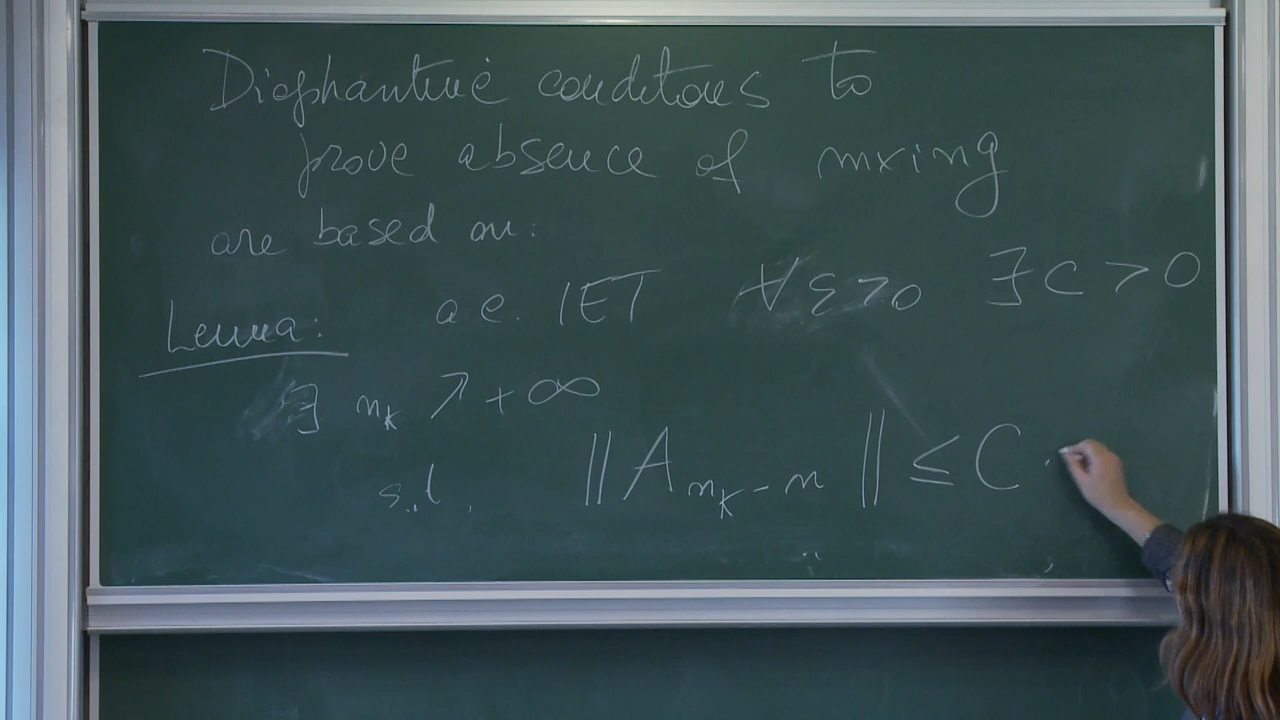 Diophantine conditions to
prove absence of mixing
are based on:
Lemma: a.e. IET ∀ε>0 ∃ C > 0
∃ n_k ↗ +∞
s.t. ‖A_{n_k - n}‖ ≤ C